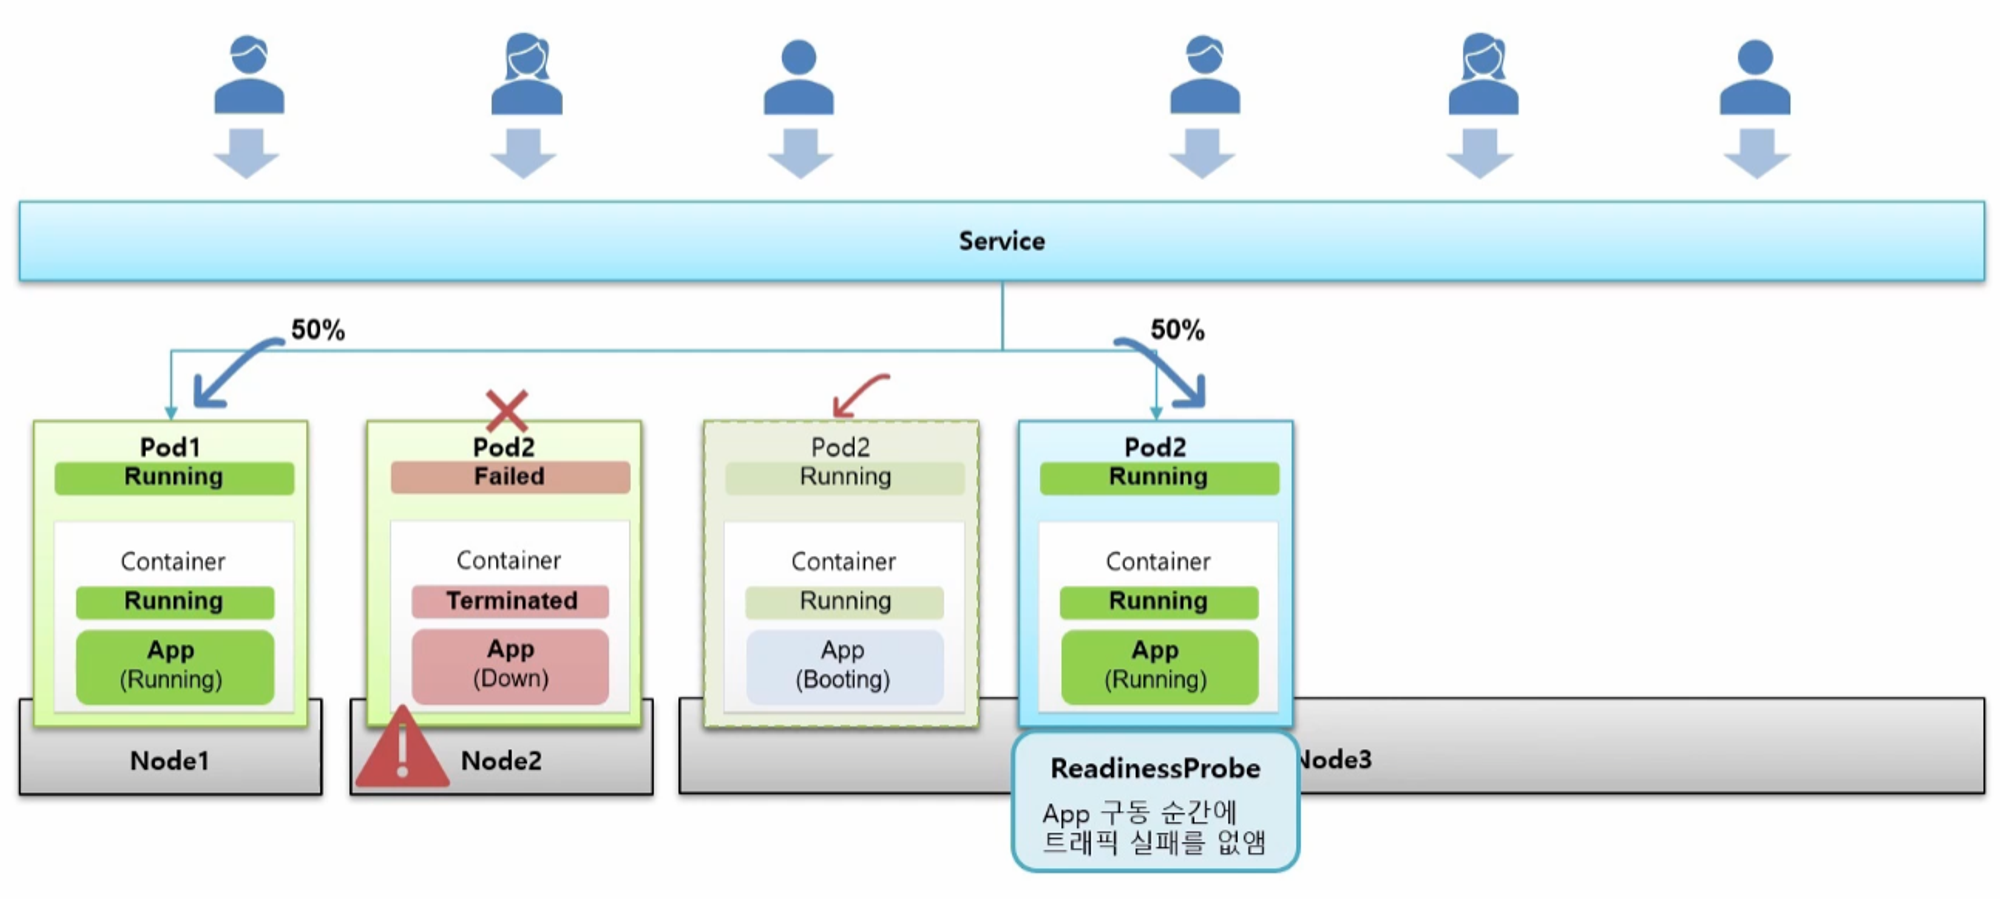 Service
50%
50%
Pod1
Running
Container
Running
App
(Running)
Node1
Pod2
Failed
Container
Terminated
App
(Down)
Node2
Pod2
Running
Container
Running
App
(Booting)
Pod2
Running
Container
Running
App
(Running)
Node3
ReadinessProbe
App 구동 순간에
트래픽 실패를 없앰